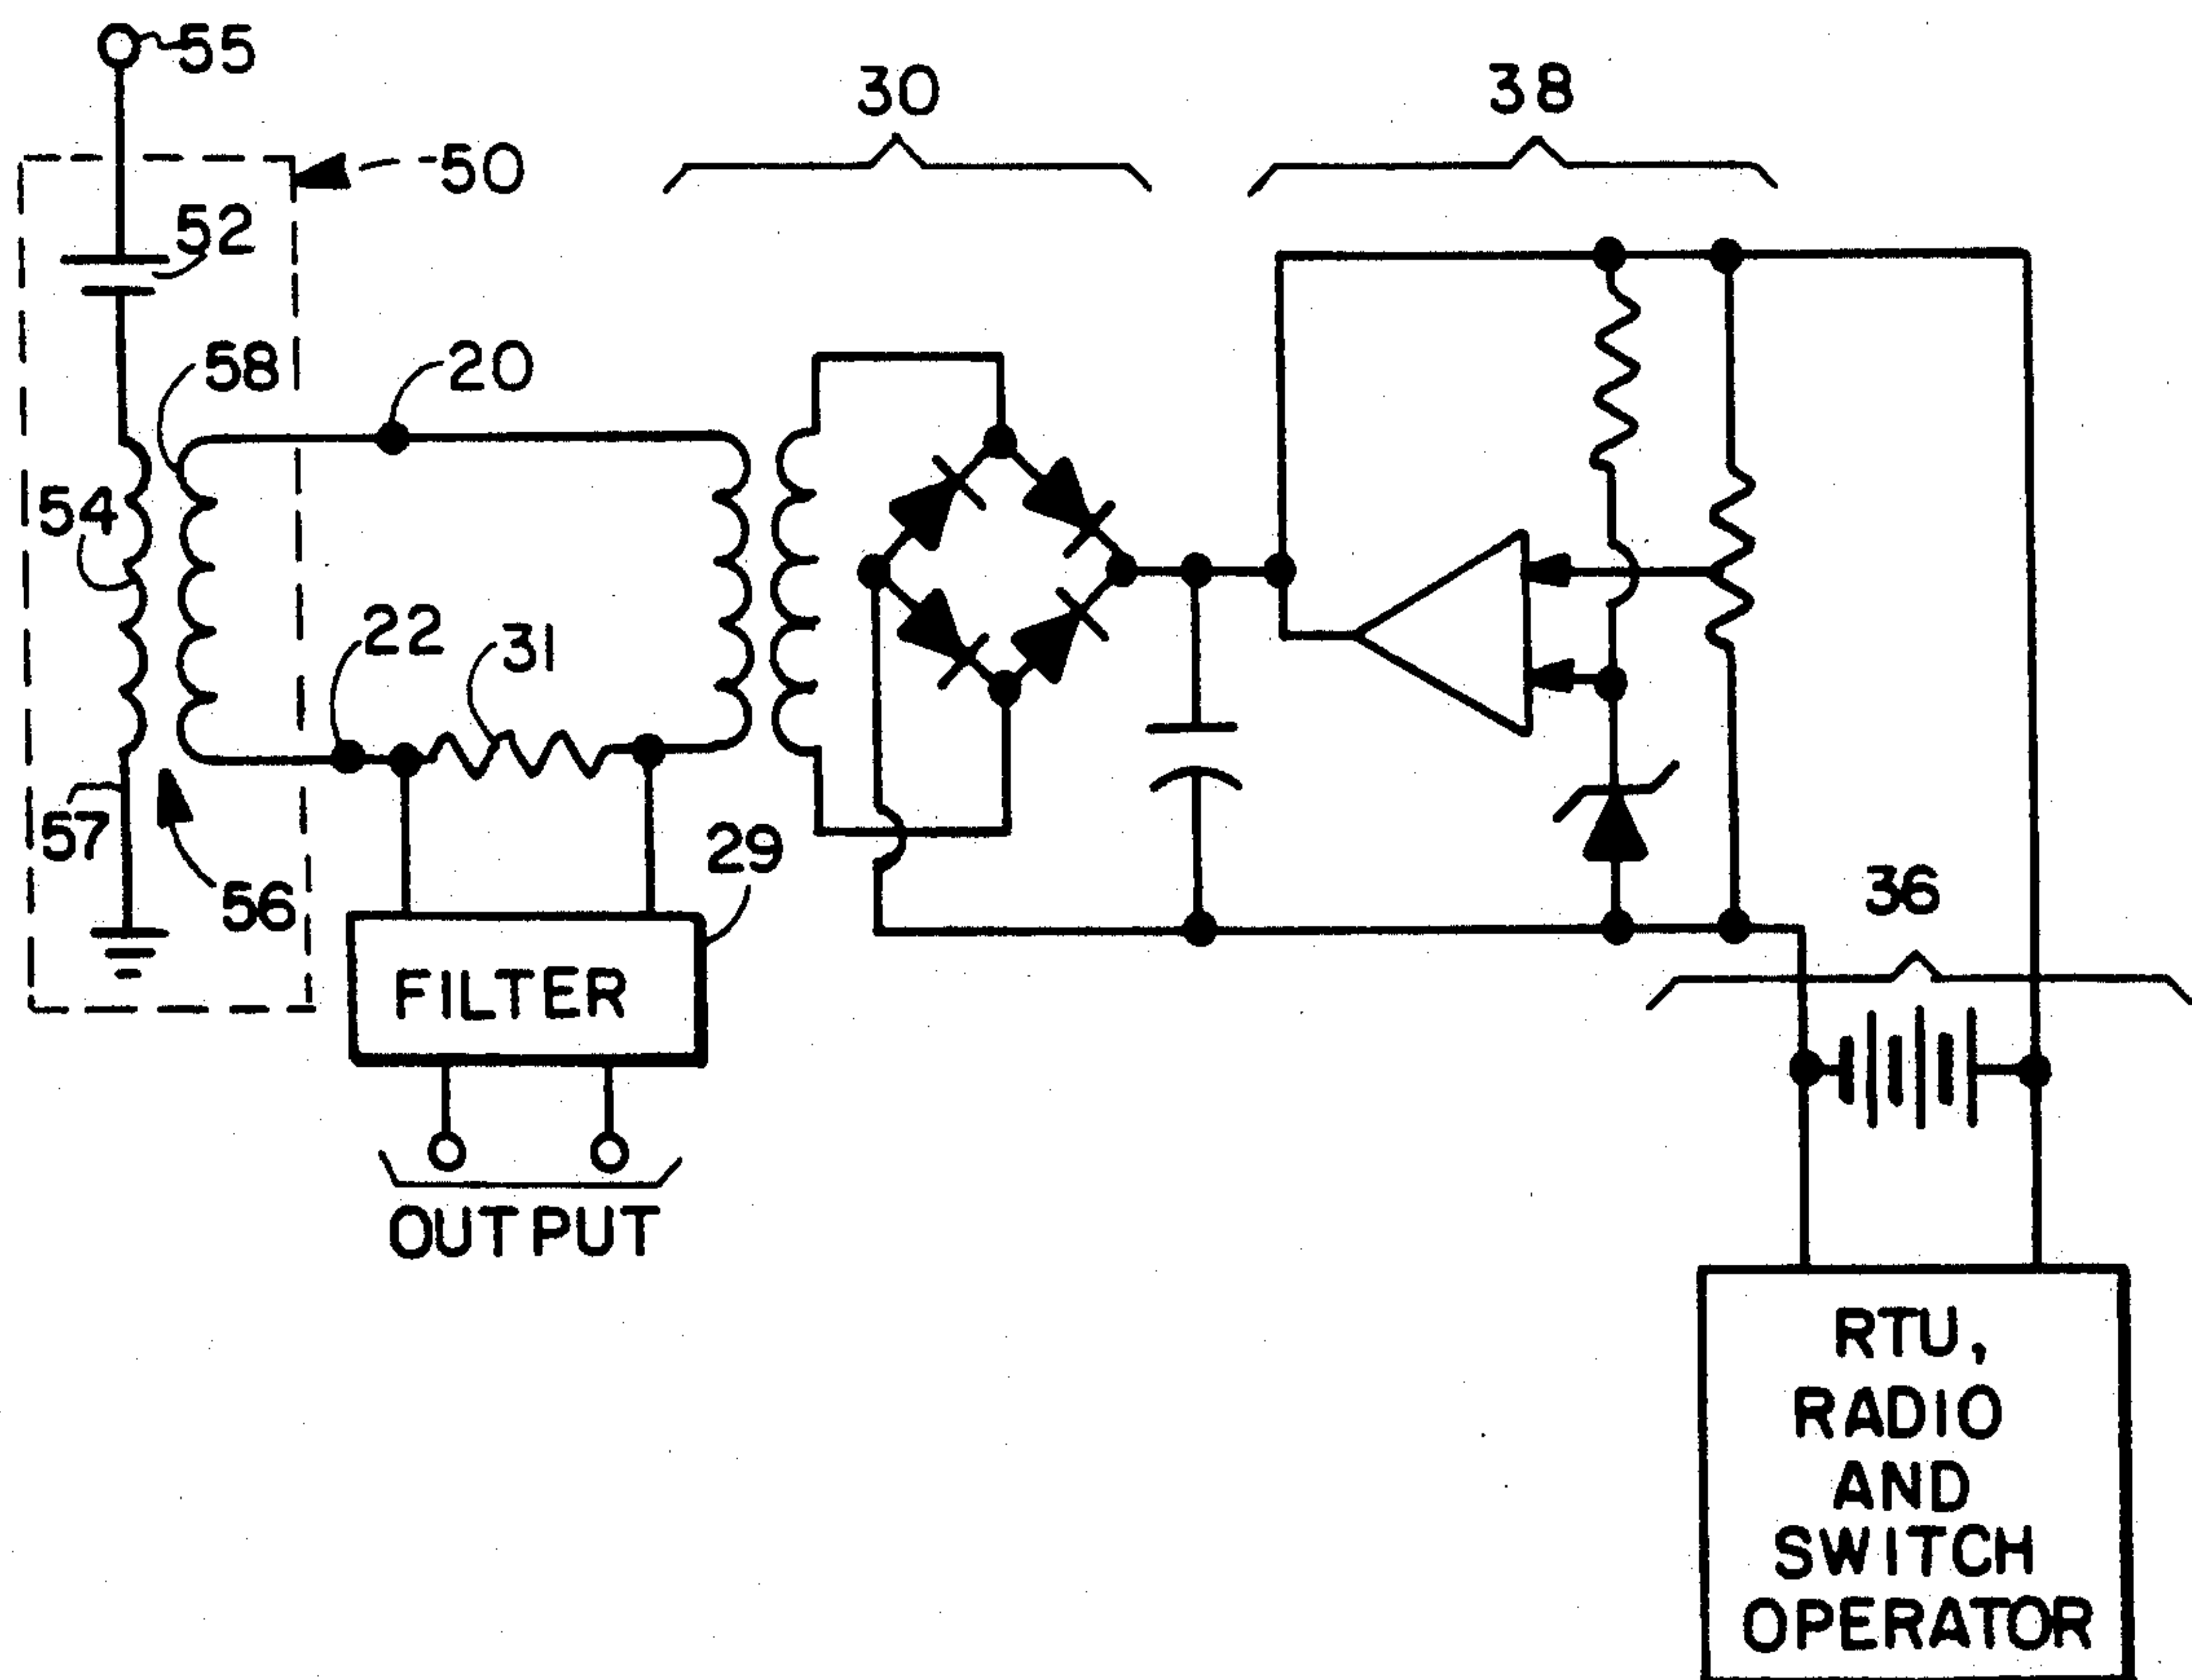 55
30
38
50
52
58
20
54
22
31
57
56
29
36
FILTER
OUTPUT
RTU,
RADIO
AND
SWITCH
OPERATOR